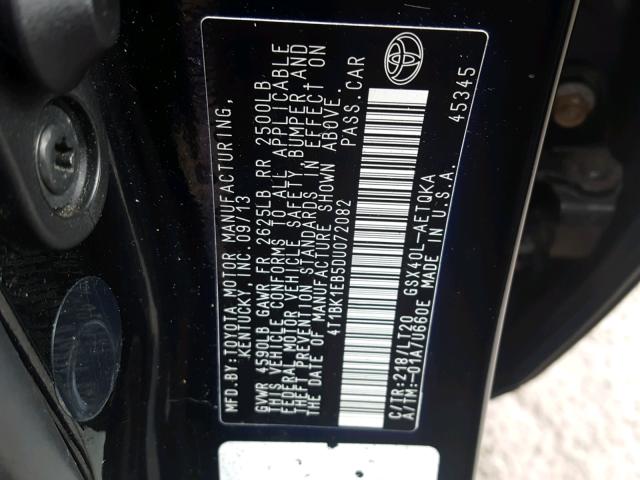 MFD.BY:TOYOTA MOTOR MANUFACTURING,
KENTUCKY, INC. 09/13
GVWR 4590LB GAWR FR 2625LB RR 2500LB
THIS VEHICLE CONFORMS TO ALL APPLICABLE
FEDERAL MOTOR VEHICLE SAFETY, BUMPER, AND
THEFT PREVENTION STANDARDS IN EFFECT ON
THE DATE OF MANUFACTURE SHOWN ABOVE.
4T1BK1EB5DU072082 PASS. CAR
C/TR:218/LT20 GSX40L-AETQKA
A/TM:-01A/U660E MADE IN U.S.A.
45345